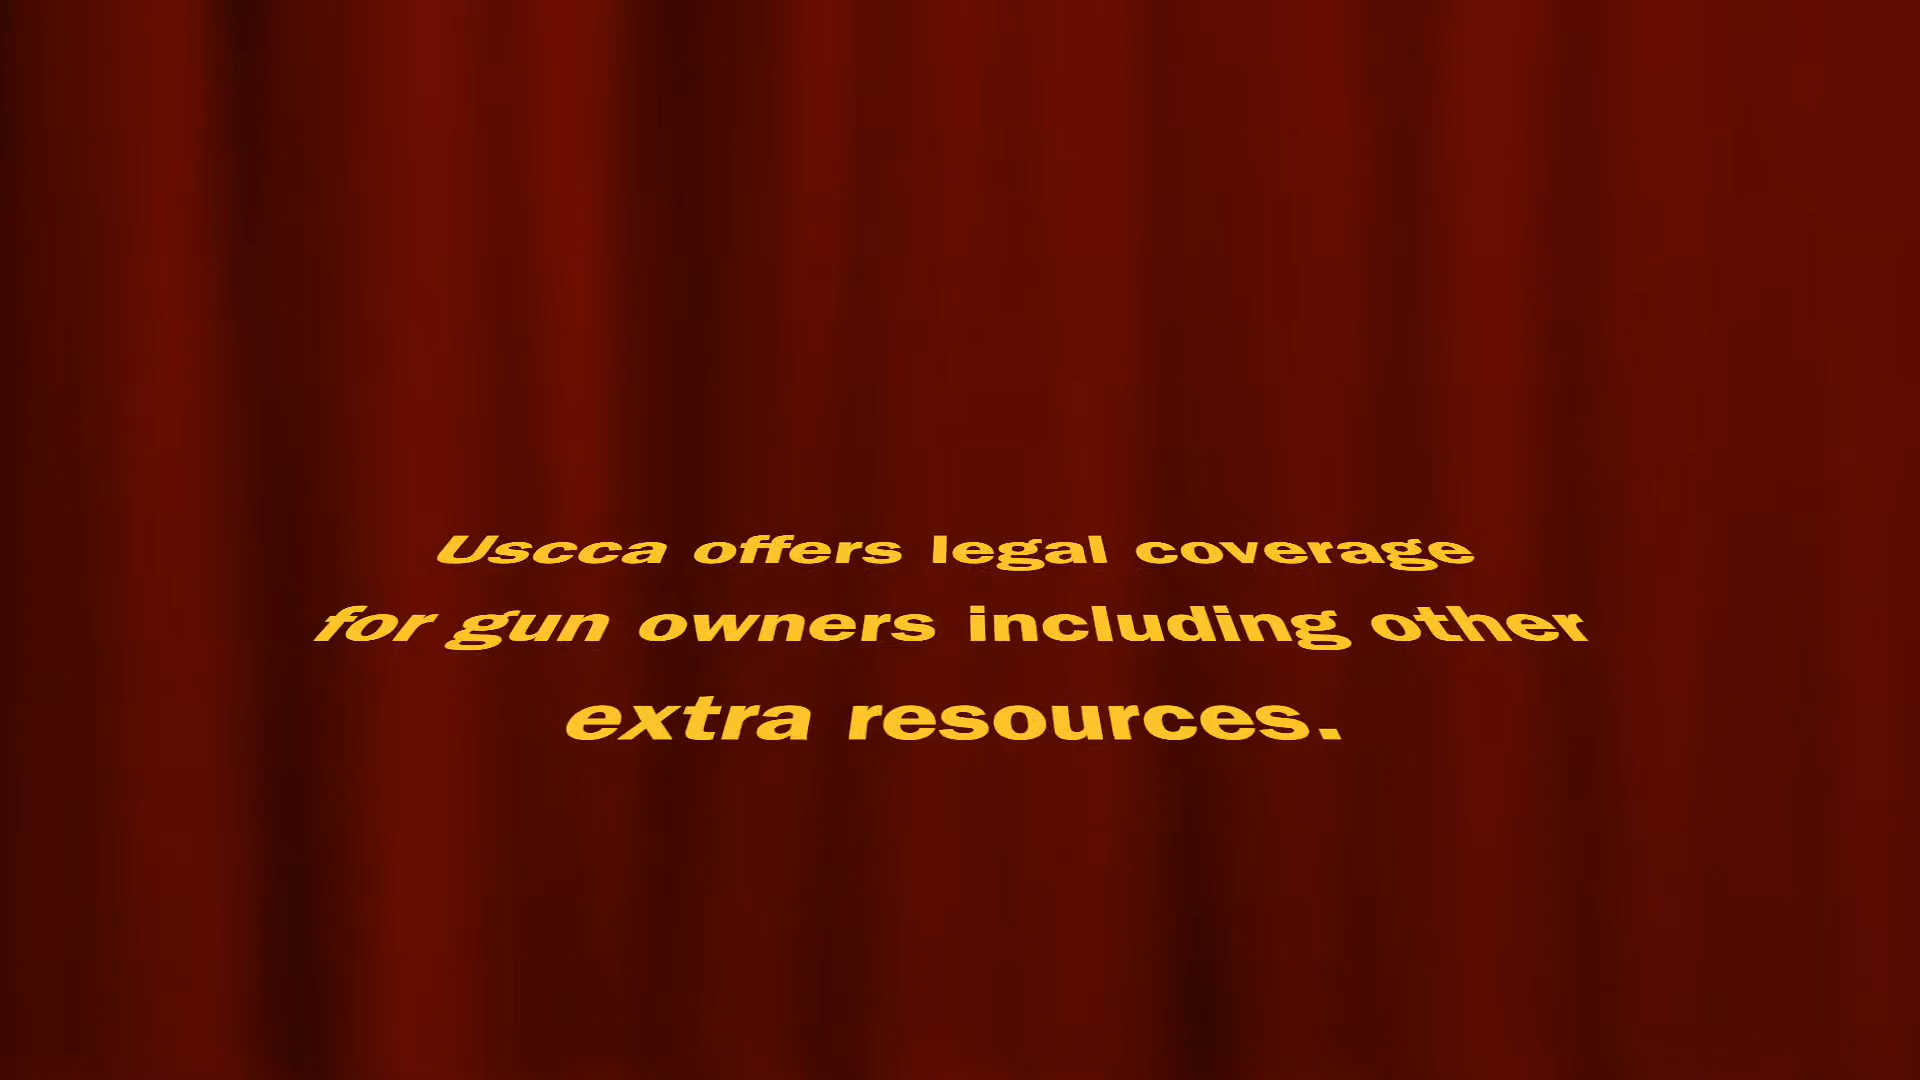 Uscca offers legal coverage
for gun owners including other
extra resources.